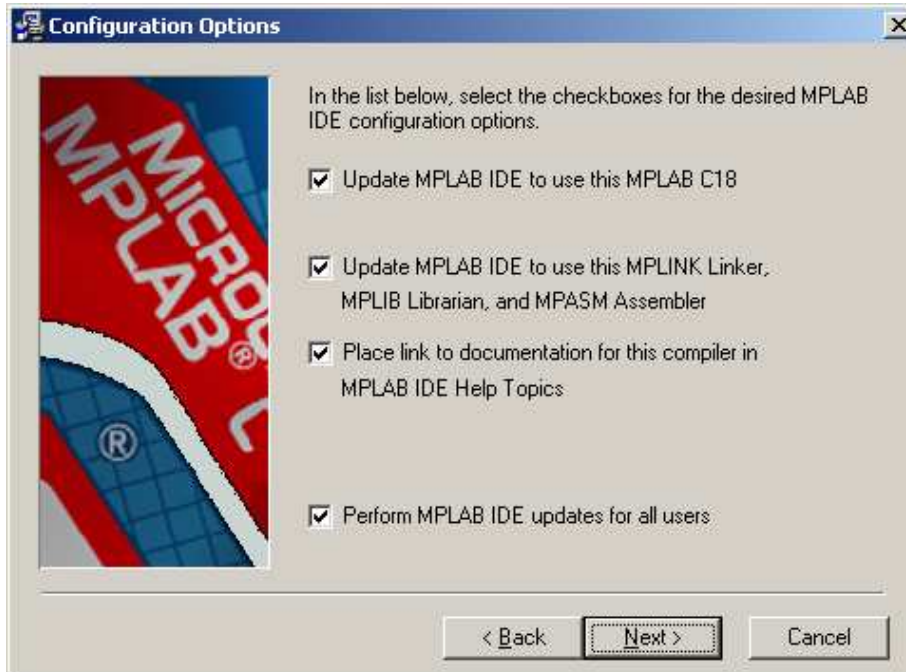 Configuration Options
In the list below, select the checkboxes for the desired MPLAB
IDE configuration options.
Update MPLAB IDE to use this MPLAB C18
Update MPLAB IDE to use this MPLINK Linker,
MPLIB Librarian, and MPASM Assembler
Place link to documentation for this compiler in
MPLAB IDE Help Topics
Perform MPLAB IDE updates for all users
MICRO
MPLAB® C
®
< Back
Next >
Cancel